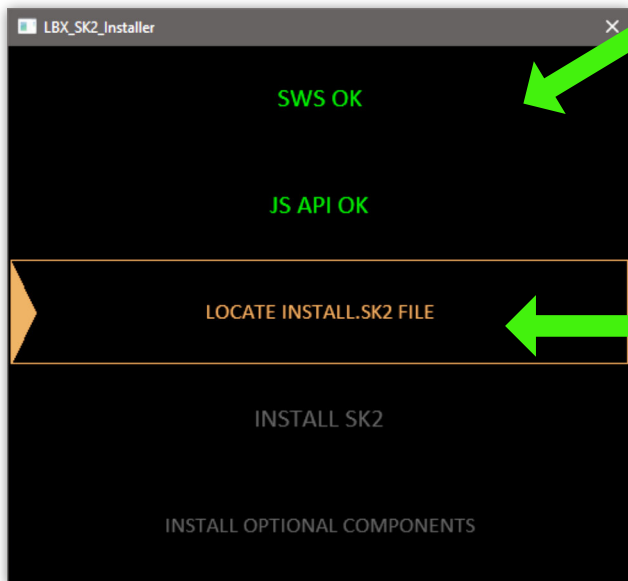 LBX_SK2_Installer
SWS OK
JS API OK
LOCATE INSTALL.SK2 FILE
INSTALL SK2
INSTALL OPTIONAL COMPONENTS